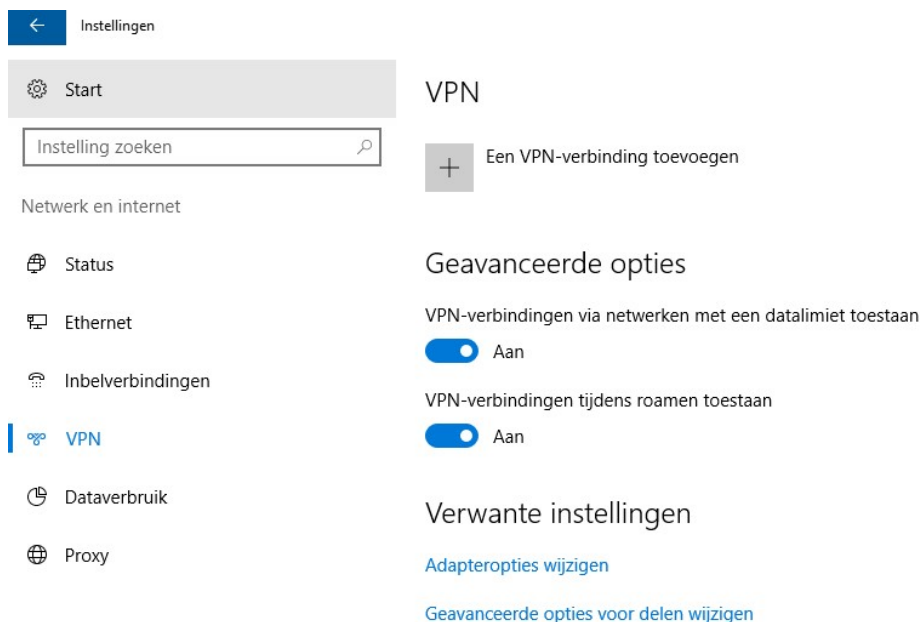 Instellingen
Start
Instelling zoeken
Netwerk en internet
Status
Ethernet
Inbelverbindingen
VPN
Dataverbruik
Proxy
VPN
Een VPN-verbinding toevoegen
Geavanceerde opties
VPN-verbindingen via netwerken met een datalimiet toestaan
Aan
VPN-verbindingen tijdens roamen toestaan
Aan
Verwante instellingen
Adapteropties wijzigen
Geavanceerde opties voor delen wijzigen